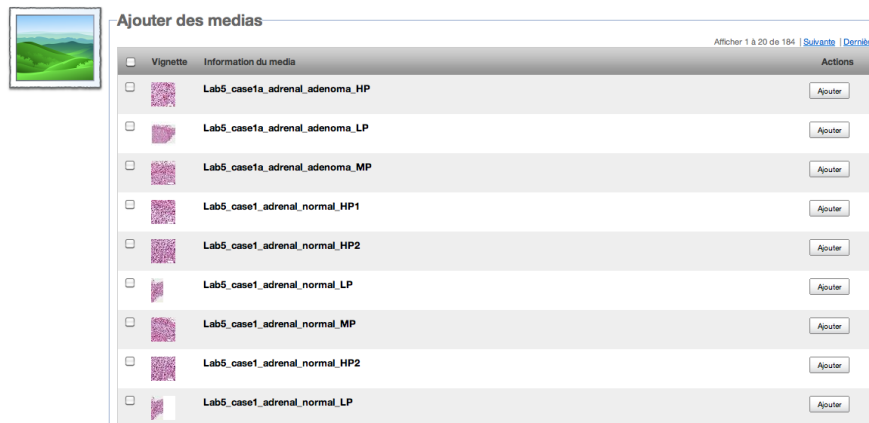 Ajouter des medias
Afficher 1 à 20 de 184 | Suivante | Derniè
Vignette Information du media Actions
Lab5_case1a_adrenal_adenoma_HP Ajouter
Lab5_case1a_adrenal_adenoma_LP Ajouter
Lab5_case1a_adrenal_adenoma_MP Ajouter
Lab5_case1_adrenal_normal_HP1 Ajouter
Lab5_case1_adrenal_normal_HP2 Ajouter
Lab5_case1_adrenal_normal_LP Ajouter
Lab5_case1_adrenal_normal_MP Ajouter
Lab5_case1_adrenal_normal_HP2 Ajouter
Lab5_case1_adrenal_normal_LP Ajouter